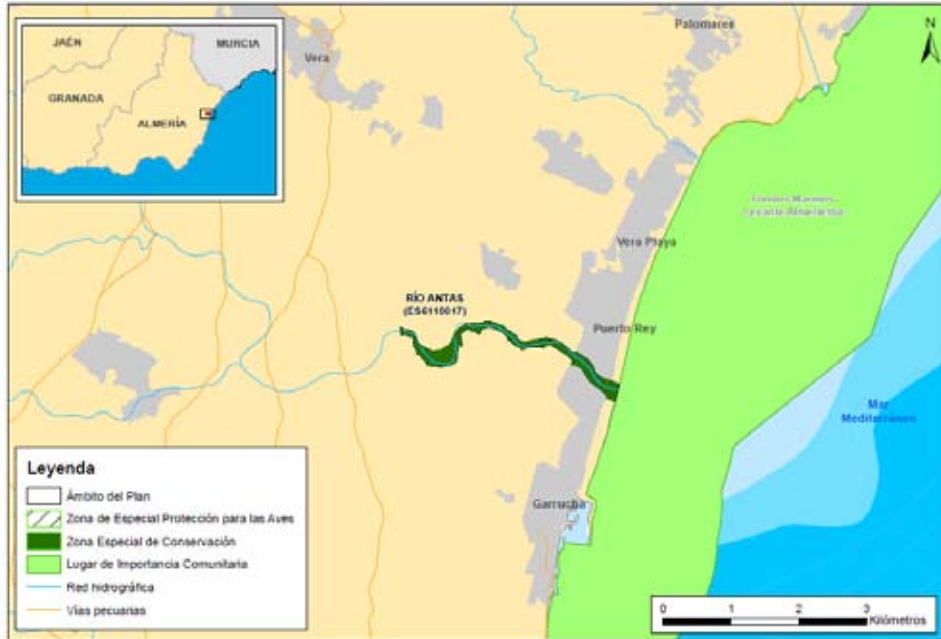 JAÉN
MURCIA
GRANADA
ALMERÍA
Vera
Palomares
N
Levante Almeriense
Vera Playa
RÍO ANTAS
(ES6110017)
Puerto Rey
Mar
Mediterráneo
Garrucha
Leyenda
Ámbito del Plan
Zona de Especial Protección para las Aves
Zona Especial de Conservación
Lugar de Importancia Comunitaria
Red hidrográfica
Vías pecuarias
0 1 2 3
Kilómetros